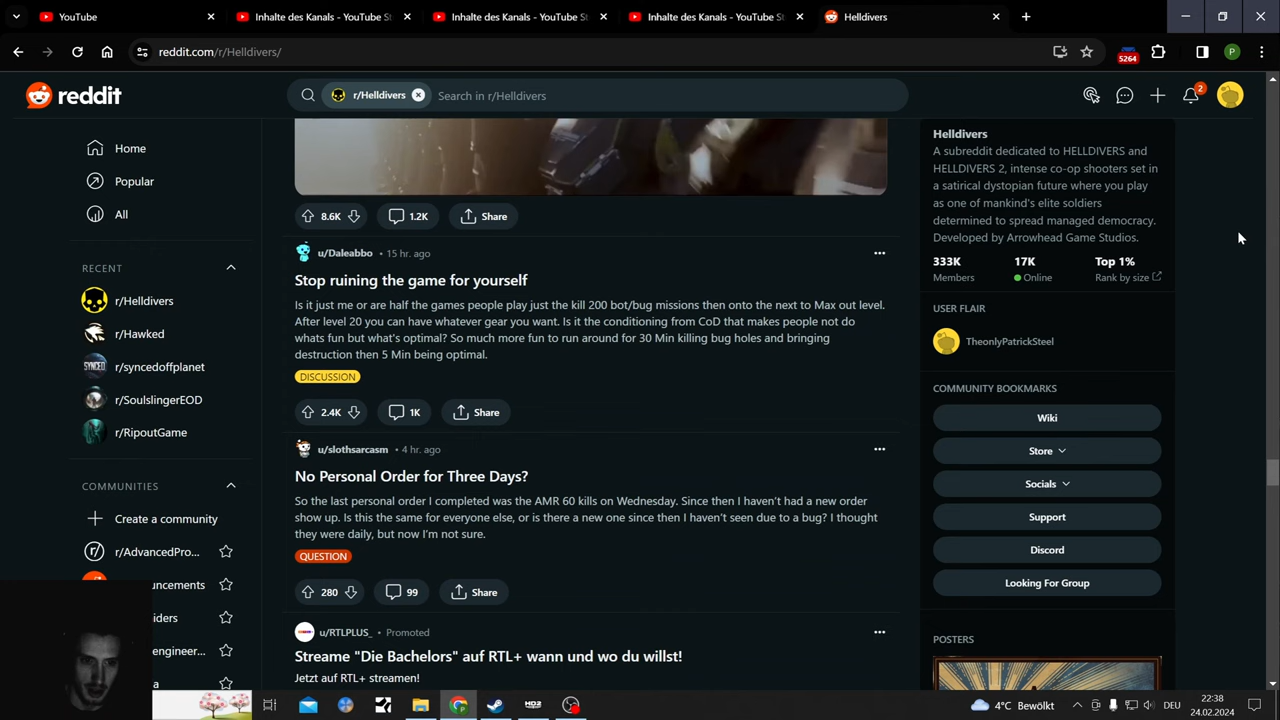 YouTube
Inhalte des Kanals - YouTube St
Inhalte des Kanals - YouTube St
Inhalte des Kanals - YouTube St
Helldivers
reddit.com/r/Helldivers/
5264
P
reddit
r/Helldivers
Search in r/Helldivers
2
Home
Popular
All
RECENT
r/Helldivers
r/Hawked
SYNCED
r/syncedoffplanet
r/SoulslingerEOD
r/RipoutGame
COMMUNITIES
Create a community
r/
r/AdvancedPro...
uncements
iders
engineer...
a
8.6K
1.2K
Share
u/Daleabbo • 15 hr. ago
Stop ruining the game for yourself
Is it just me or are half the games people play just the kill 200 bot/bug missions then onto the next to Max out level.
After level 20 you can have whatever gear you want. Is it the conditioning from CoD that makes people not do
whats fun but what's optimal? So much more fun to run around for 30 Min killing bug holes and bringing
destruction then 5 Min being optimal.
DISCUSSION
2.4K
1K
Share
u/slothsarcasm • 4 hr. ago
No Personal Order for Three Days?
So the last personal order I completed was the AMR 60 kills on Wednesday. Since then I haven't had a new order
show up. Is this the same for everyone else, or is there a new one since then I haven't seen due to a bug? I thought
they were daily, but now I'm not sure.
QUESTION
280
99
Share
u/RTLPLUS_ • Promoted
Streame "Die Bachelors" auf RTL+ wann und wo du willst!
Jetzt auf RTL+ streamen!
Helldivers
A subreddit dedicated to HELLDIVERS and
HELLDIVERS 2, intense co-op shooters set in
a satirical dystopian future where you play
as one of mankind's elite soldiers
determined to spread managed democracy.
Developed by Arrowhead Game Studios.
333K
Members
17K
Online
Top 1%
Rank by size
USER FLAIR
TheonlyPatrickSteel
COMMUNITY BOOKMARKS
Wiki
Store
Socials
Support
Discord
Looking For Group
POSTERS
HD2
4°C Bewölkt
DEU
22:38
24.02.2024